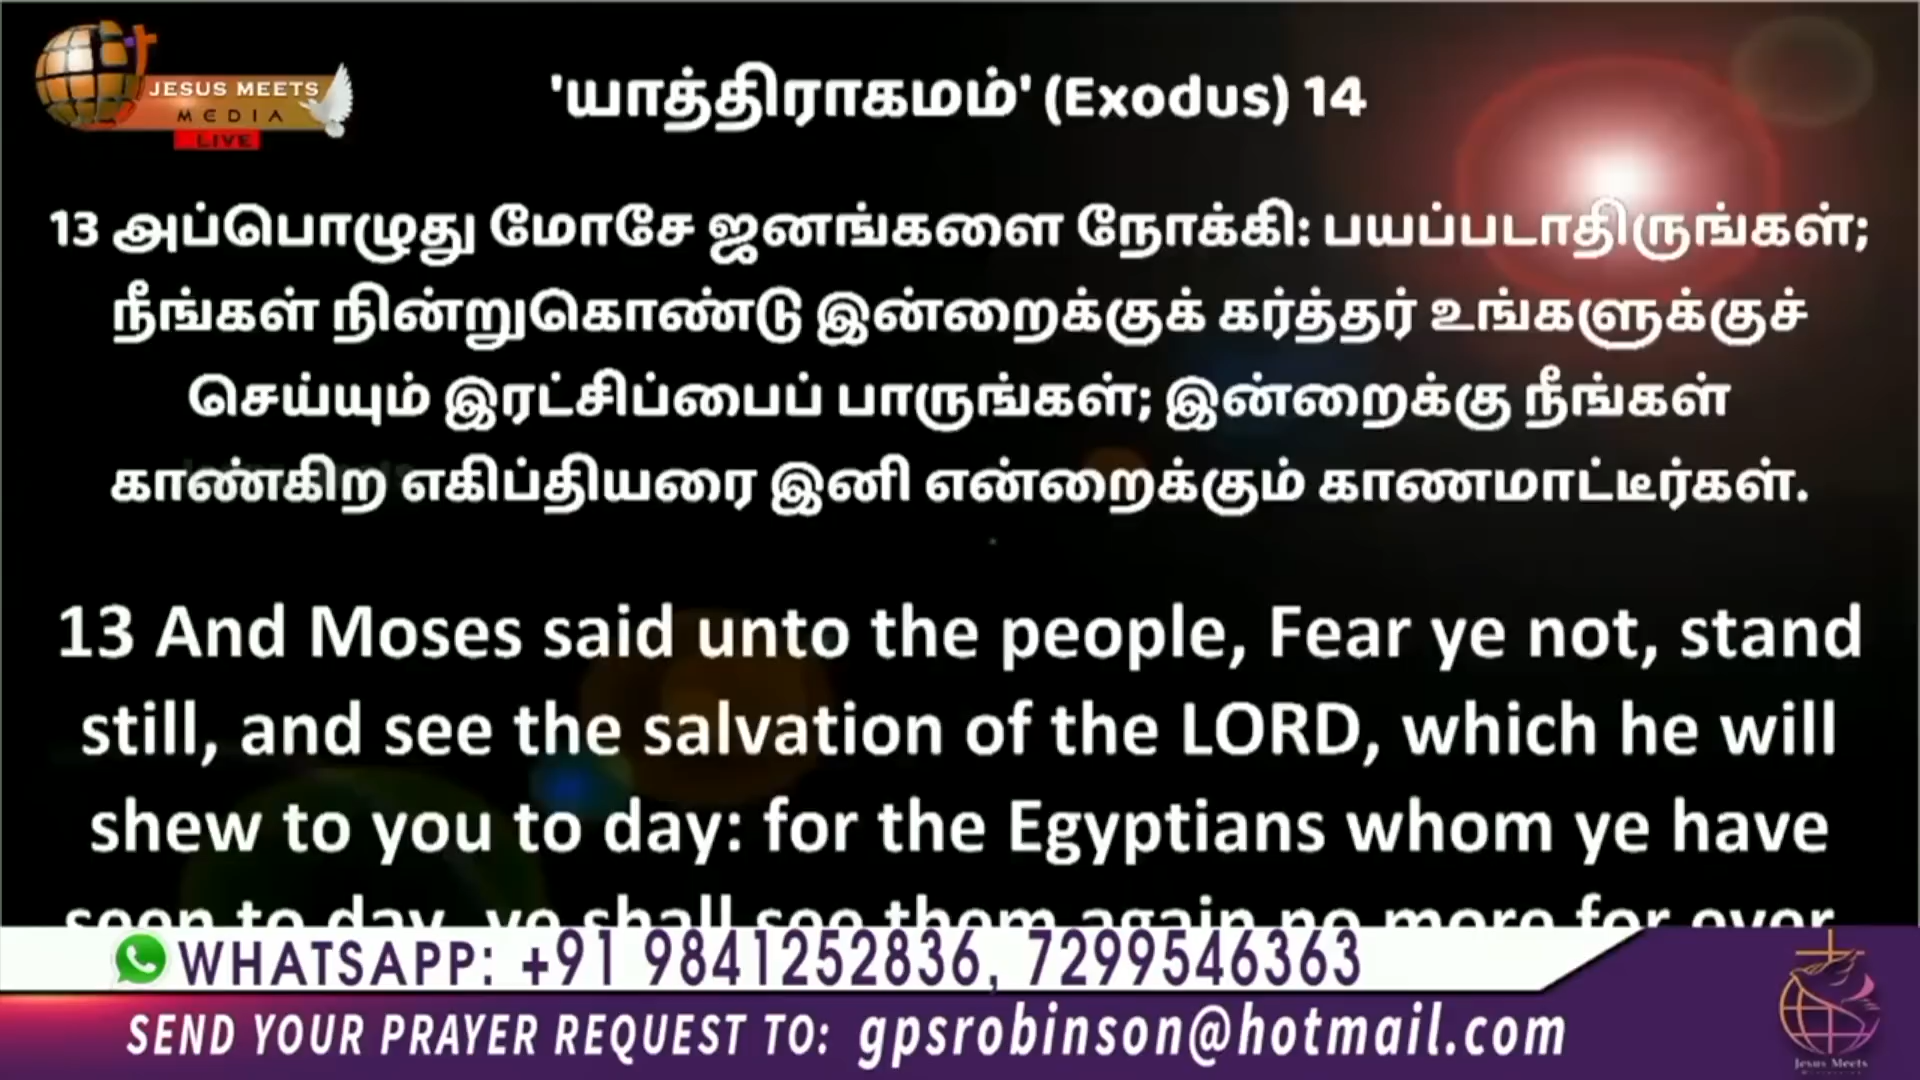 JESUS MEETS
MEDIA
LIVE
'யாத்திராகமம்' (Exodus) 14
13 அப்பொழுது மோசே ஜனங்களை நோக்கி: பயப்படாதிருங்கள்;
நீங்கள் நின்றுகொண்டு இன்றைக்குக் கர்த்தர் உங்களுக்குச்
செய்யும் இரட்சிப்பைப் பாருங்கள்; இன்றைக்கு நீங்கள்
காண்கிற எகிப்தியரை இனி என்றைக்கும் காணமாட்டீர்கள்.
13 And Moses said unto the people, Fear ye not, stand
still, and see the salvation of the LORD, which he will
shew to you to day: for the Egyptians whom ye have
seen to day, ye shall see them again no more for ever.
WHATSAPP: +91 9841252836, 7299546363
SEND YOUR PRAYER REQUEST TO: gpsrobinson@hotmail.com
Jesus Meets